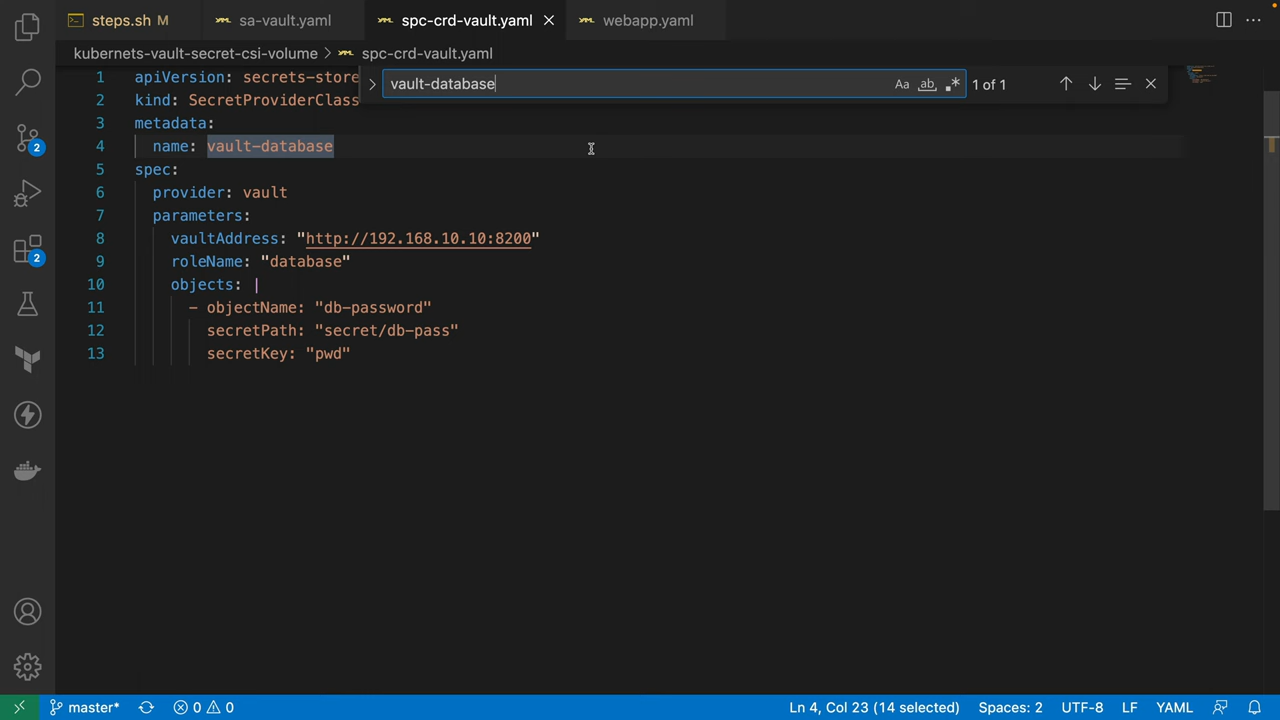 steps.sh M
sa-vault.yaml
spc-crd-vault.yaml
webapp.yaml
kubernets-vault-secret-csi-volume > spc-crd-vault.yaml
vault-database
Aa ab .* 1 of 1
1 apiVersion: secrets-store
2 kind: SecretProviderClass
3 metadata:
4 name: vault-database
5 spec:
6 provider: vault
7 parameters:
8 vaultAddress: "http://192.168.10.10:8200"
9 roleName: "database"
10 objects: |
11 - objectName: "db-password"
12 secretPath: "secret/db-pass"
13 secretKey: "pwd"
2
2
master* 0 0 Ln 4, Col 23 (14 selected) Spaces: 2 UTF-8 LF YAML